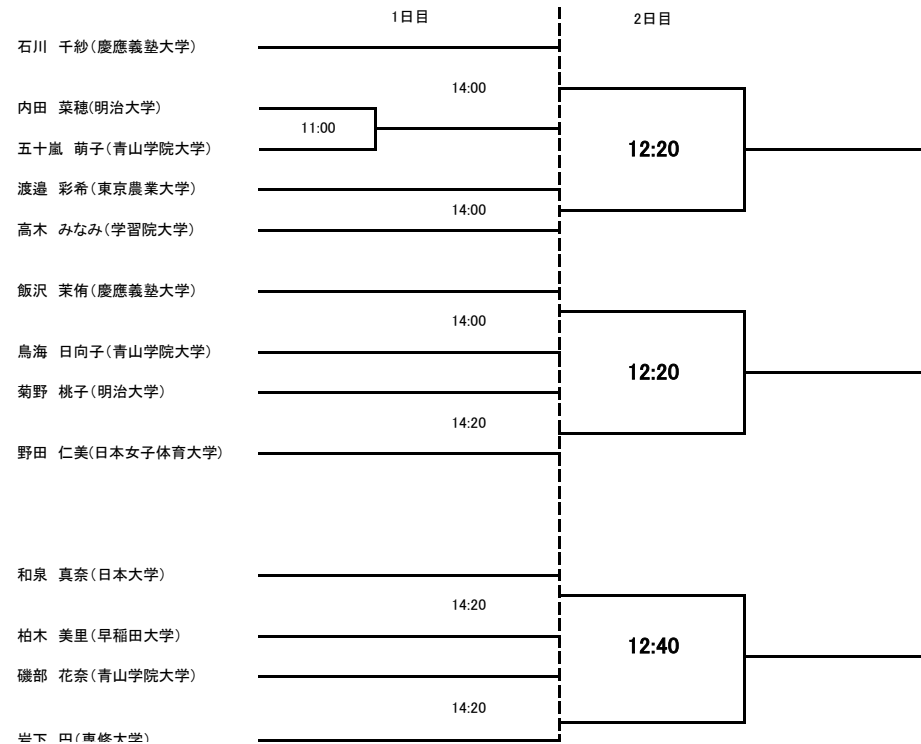 1日目
2日目
石川　千紗（慶應義塾大学）
14:00
内田　菜穂(明治大学）
11:00
12:20
五十嵐　萌子（青山学院大学）
渡邉　彩希（東京農業大学）
14:00
高木　みなみ（学習院大学）
飯沢　茉侑（慶應義塾大学）
14:00
鳥海　日向子（青山学院大学）
12:20
菊野　桃子（明治大学）
14:20
野田　仁美(日本女子体育大学）
和泉　真奈（日本大学）
14:20
柏木　美里（早稲田大学）
12:40
磯部　花奈（青山学院大学）
14:20
岩下　円（専修大学）